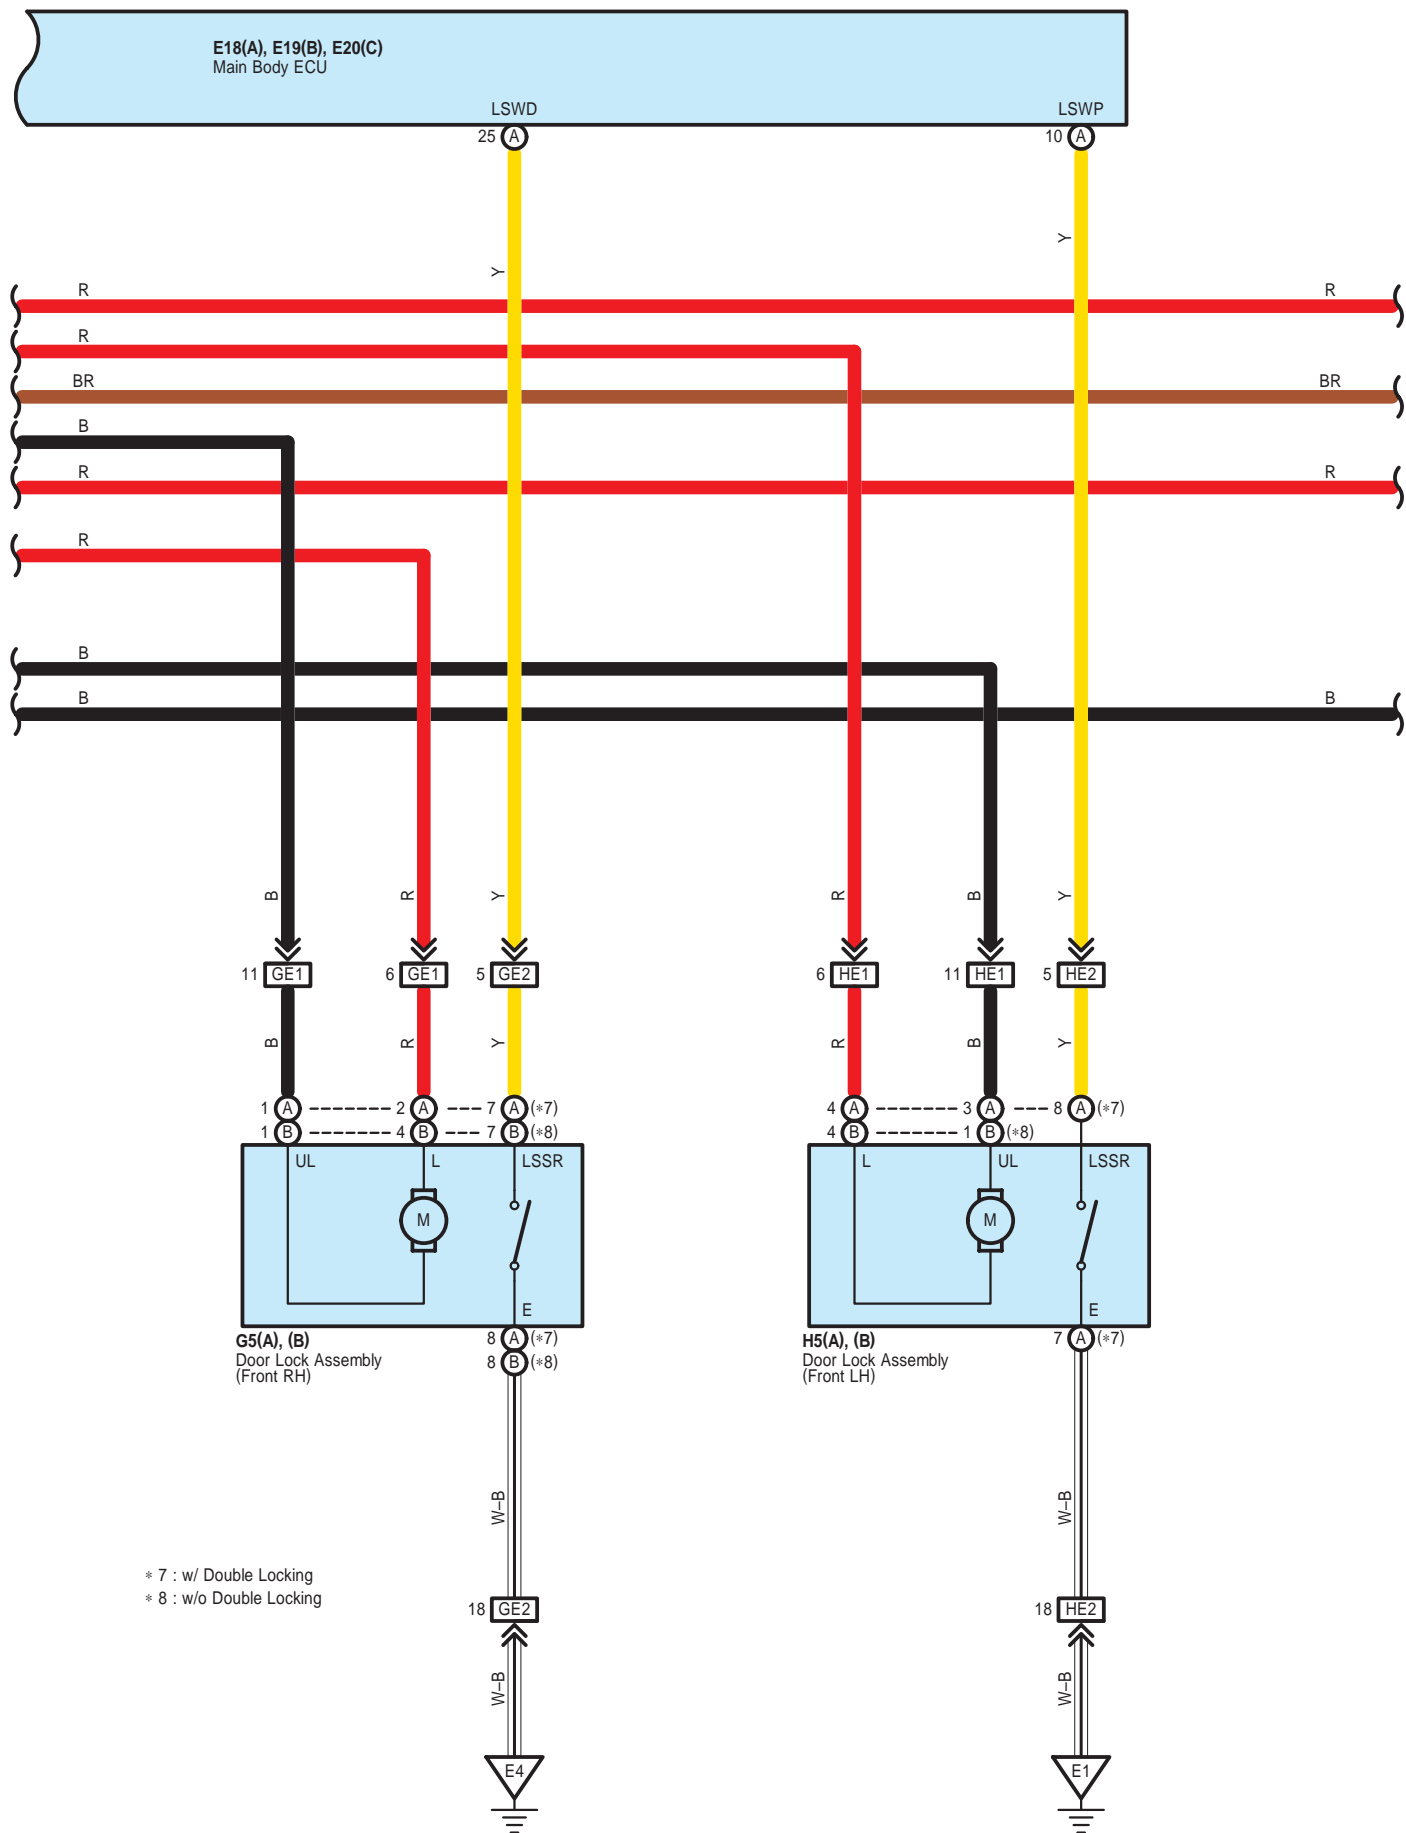 E18(A), E19(B), E20(C)
Main Body ECU
LSWD LSWP
25 A 10 A
Y Y
R R
R
BR BR
B
R R
R
B
B B
B R Y R B Y
11 GE1 6 GE1 5 GE2 6 HE1 11 HE1 5 HE2
B R Y R B Y
1 A 2 A 7 A (*7) 4 A 3 A 8 A (*7)
1 B 4 B 7 B (*8) 4 B 1 B (*8)
UL L LSSR L UL LSSR
M M
E E
G5(A), (B) 8 A (*7) H5(A), (B) 7 A (*7)
Door Lock Assembly 8 B (*8) Door Lock Assembly
(Front RH) (Front LH)
W–B W–B
* 7 : w/ Double Locking
* 8 : w/o Double Locking
18 GE2 18 HE2
W–B W–B
E4 E1